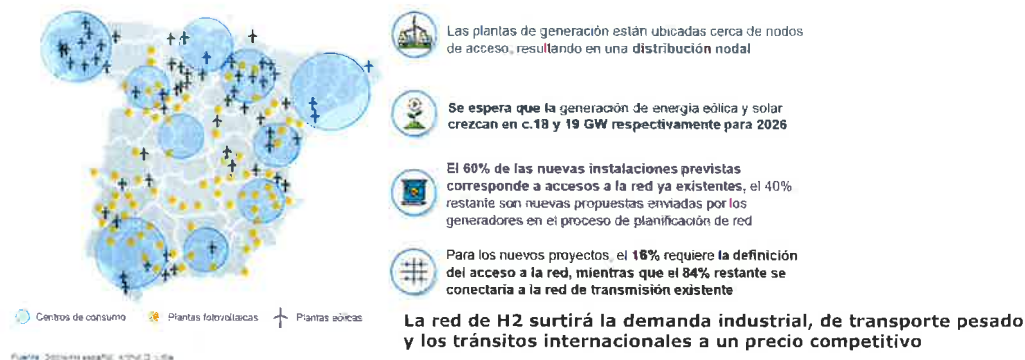 Las plantas de generación están ubicadas cerca de nodos
de acceso, resultando en una distribución nodal
Se espera que la generación de energía eólica y solar
crezcan en c.18 y 19 GW respectivamente para 2026
El 60% de las nuevas instalaciones previstas
corresponde a accesos a la red ya existentes, el 40%
restante son nuevas propuestas enviadas por los
generadores en el proceso de planificación de red
Para los nuevos proyectos, el 16% requiere la definición
del acceso a la red, mientras que el 84% restante se
conectaría a la red de transmisión existente
Centros de consumo Plantas fotovoltaicas Plantas eólicas
La red de H2 surtirá la demanda industrial, de transporte pesado
y los tránsitos internacionales a un precio competitivo
Fuente: Gobierno español, Arthur D. Little